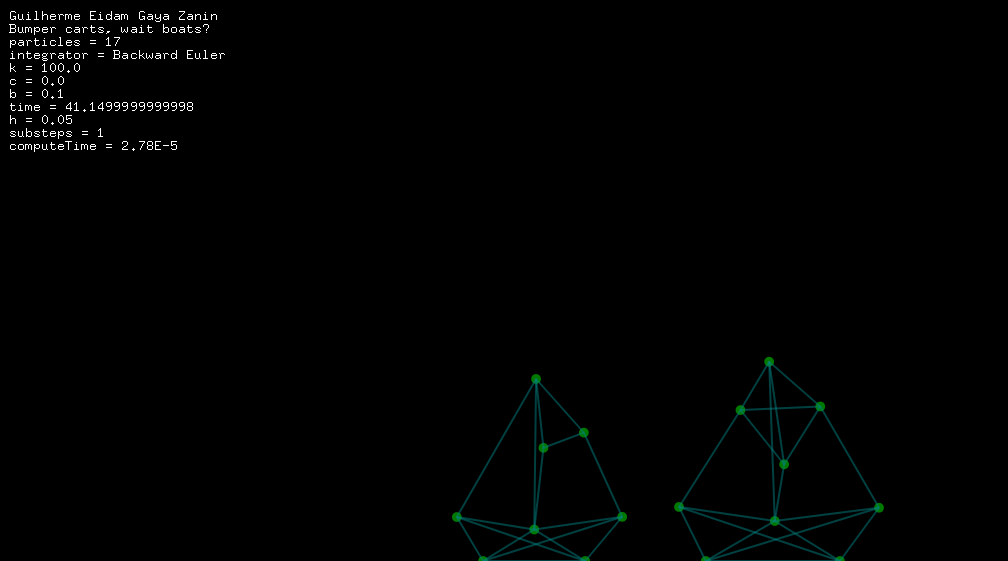 Guilherme Eidam Gaya Zanin
Bumper carts, wait boats?
particles = 17
integrator = Backward Euler
k = 100.0
c = 0.0
b = 0.1
time = 41.1499999999998
h = 0.05
substeps = 1
computeTime = 2.78E-5